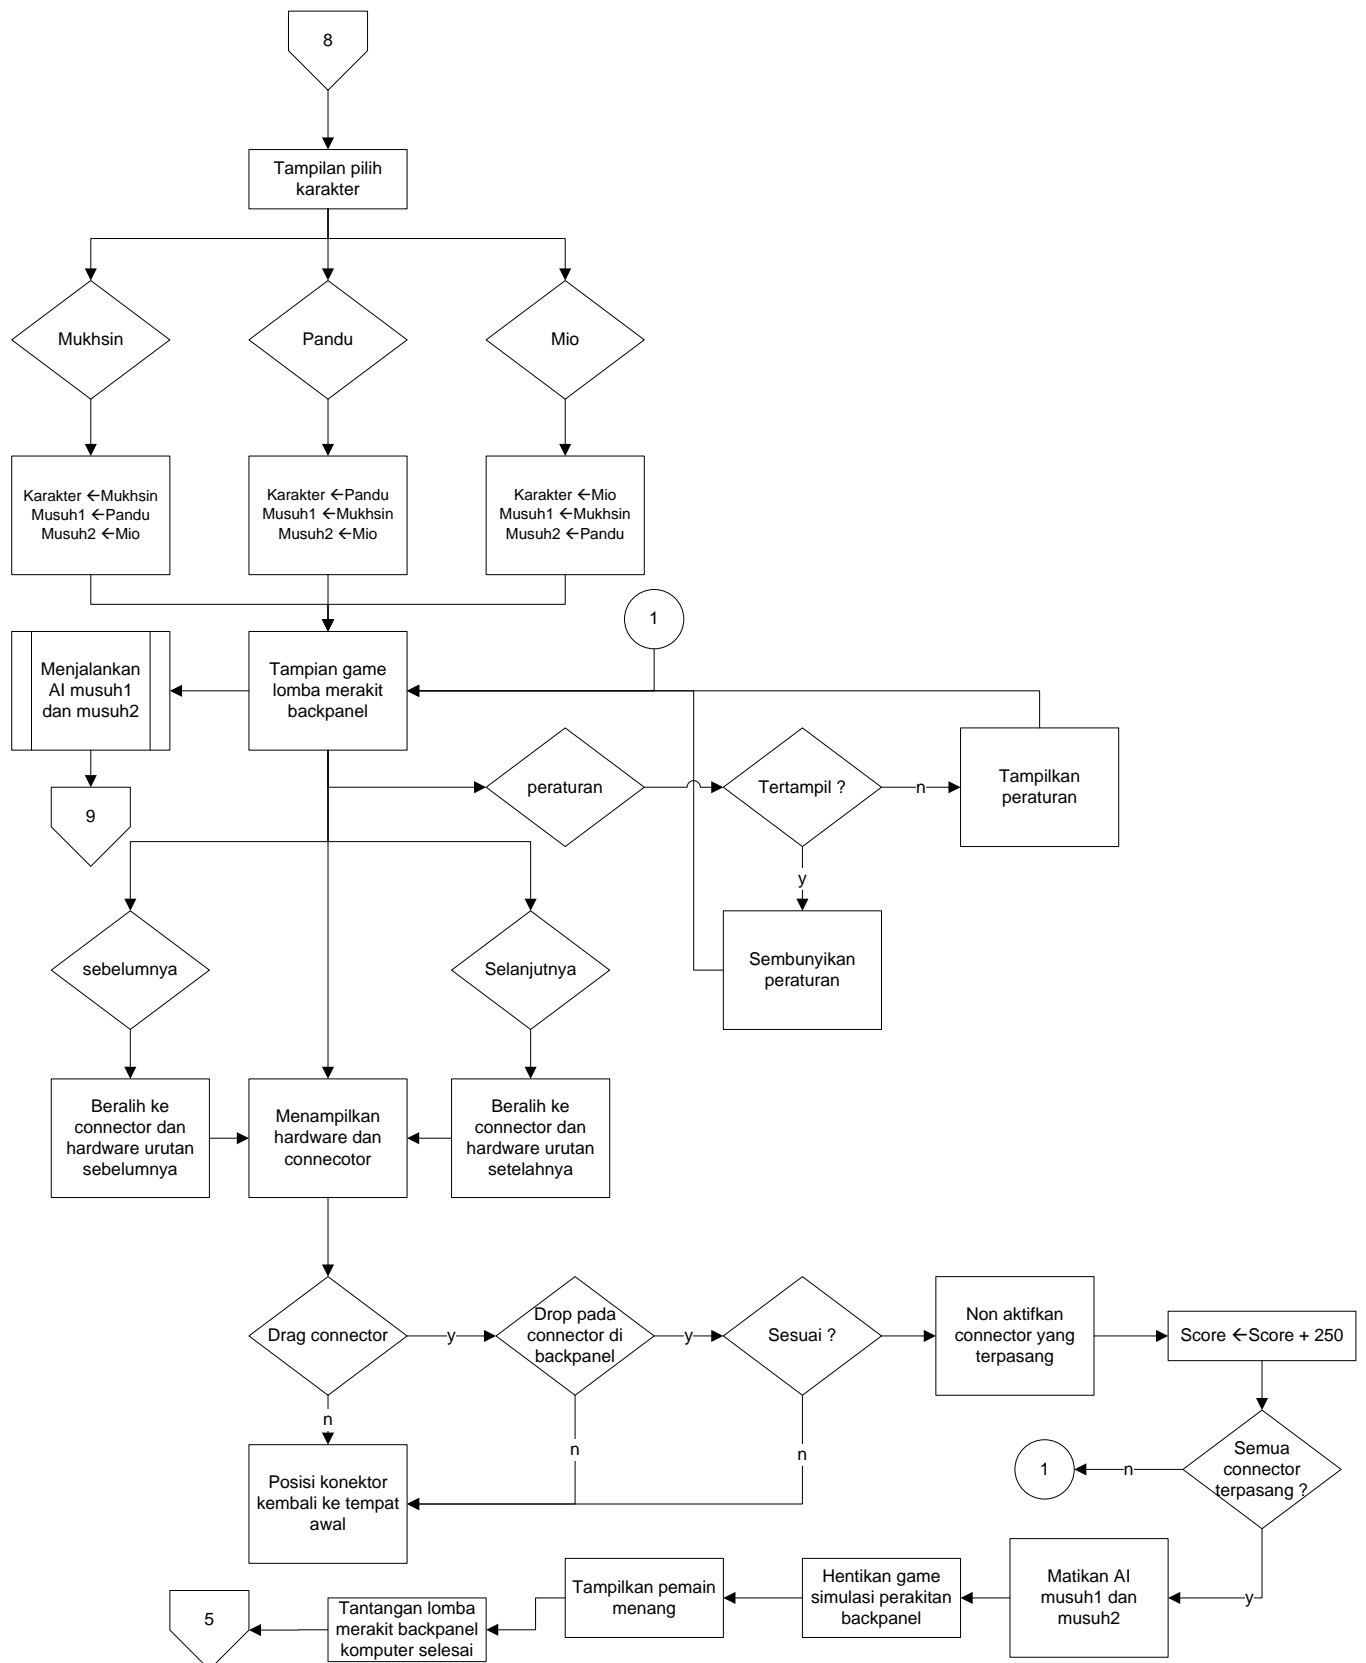 8
Tampilan pilih
karakter
Mukhsin
Pandu
Mio
Karakter ←Mukhsin
Musuh1 ←Pandu
Musuh2 ←Mio
Karakter ←Pandu
Musuh1 ←Mukhsin
Musuh2 ←Mio
Karakter ←Mio
Musuh1 ←Mukhsin
Musuh2 ←Pandu
1
Menjalankan
AI musuh1
dan musuh2
Tampian game
lomba merakit
backpanel
9
peraturan
Tertampil ?
n
Tampilkan
peraturan
y
Sembunyikan
peraturan
sebelumnya
Selanjutnya
Beralih ke
connector dan
hardware urutan
sebelumnya
Menampilkan
hardware dan
connecotor
Beralih ke
connector dan
hardware urutan
setelahnya
Drag connector
y
Drop pada
connector di
backpanel
y
Sesuai ?
Non aktifkan
connector yang
terpasang
Score ←Score + 250
n
n
n
Posisi konektor
kembali ke tempat
awal
Semua
connector
terpasang ?
n
1
y
Matikan AI
musuh1 dan
musuh2
Hentikan game
simulasi perakitan
backpanel
Tampilkan pemain
menang
Tantangan lomba
merakit backpanel
komputer selesai
5